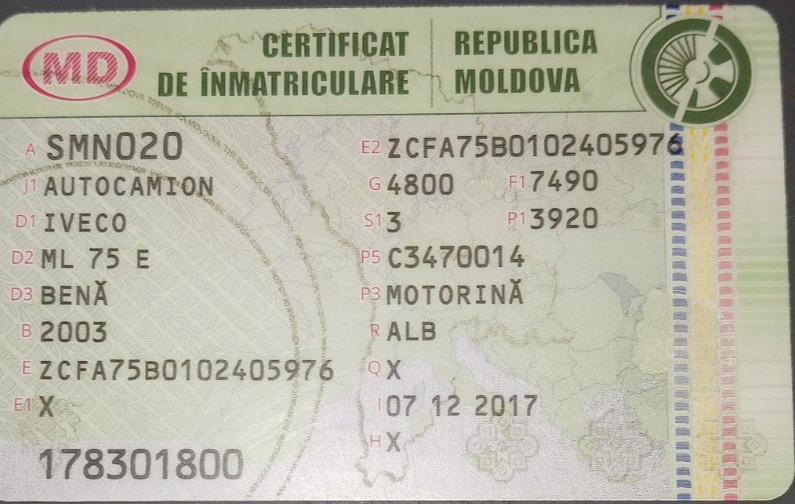 MD
CERTIFICAT REPUBLICA
DE ÎNMATRICULARE MOLDOVA
A SMN020 E2 ZCFA75B0102405976
J1 AUTOCAMION G 4800 F1 7490
D1 IVECO S1 3 P1 3920
D2 ML 75 E P5 C3470014
D3 BENĂ P3 MOTORINĂ
B 2003 R ALB
E ZCFA75B0102405976 Q X
E1 X I 07 12 2017
H X
178301800